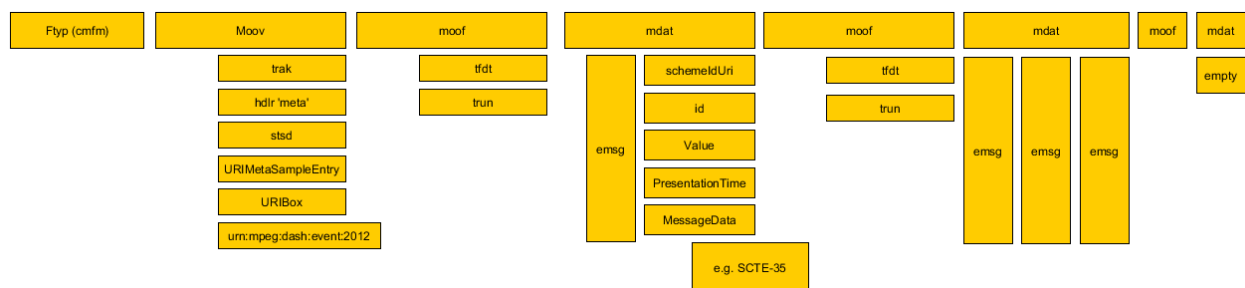 Ftyp (cmfm)
Moov
moof
mdat
moof
mdat
moof
mdat
trak
hdlr 'meta'
stsd
URIMetaSampleEntry
URIBox
urn:mpeg:dash:event:2012
tfdt
trun
emsg
schemeIdUri
id
Value
PresentationTime
MessageData
e.g. SCTE-35
tfdt
trun
emsg
emsg
emsg
empty